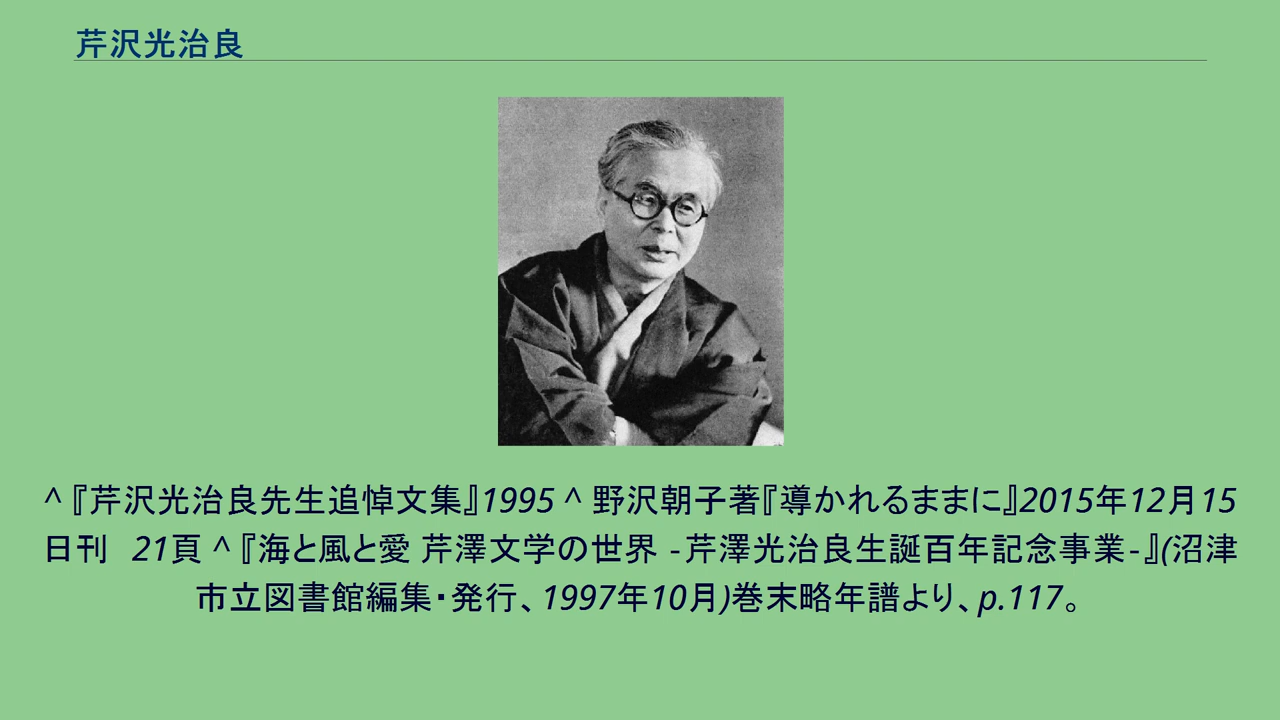 芹沢光治良
^『芹沢光治良先生追悼文集』1995 ^ 野沢朝子著『導かれるままに』2015年12月15
日刊 21頁 ^『海と風と愛 芹澤文学の世界 -芹澤光治良生誕百年記念事業-』(沼津
市立図書館編集・発行、1997年10月)巻末略年譜より、p.117。